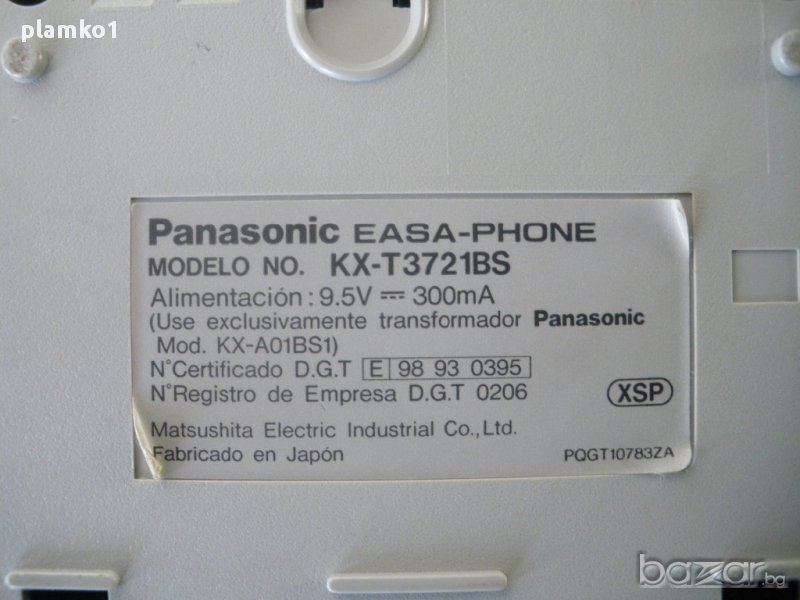 plamko1
Panasonic EASA-PHONE
MODELO NO. KX-T3721BS
Alimentación : 9.5V ⎓ 300mA
(Use exclusivamente transformador Panasonic
Mod. KX-A01BS1)
N°Certificado D.G.T E 98 93 0395
N°Registro de Empresa D.G.T 0206
XSP
Matsushita Electric Industrial Co., Ltd.
Fabricado en Japón
PQGT10783ZA
bazar.bg